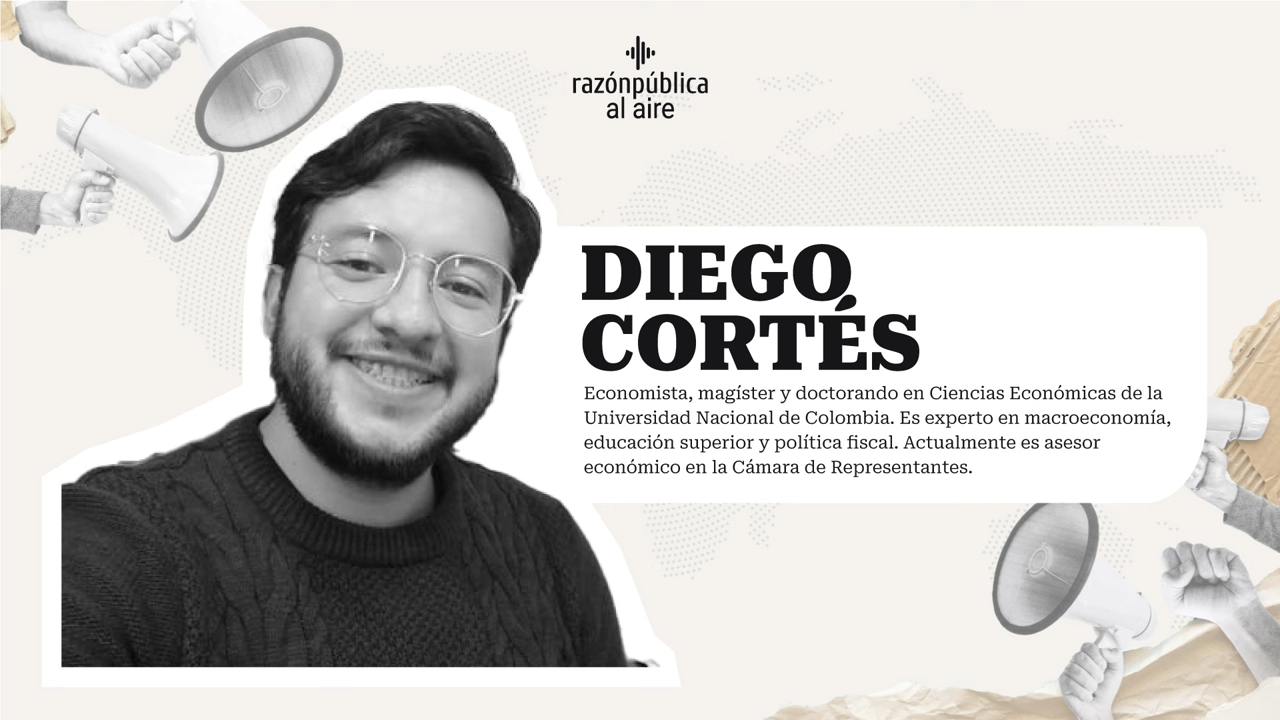 razónpública
al aire
DIEGO
CORTÉS
Economista, magíster y doctorando en Ciencias Económicas de la
Universidad Nacional de Colombia. Es experto en macroeconomía,
educación superior y política fiscal. Actualmente es asesor
económico en la Cámara de Representantes.